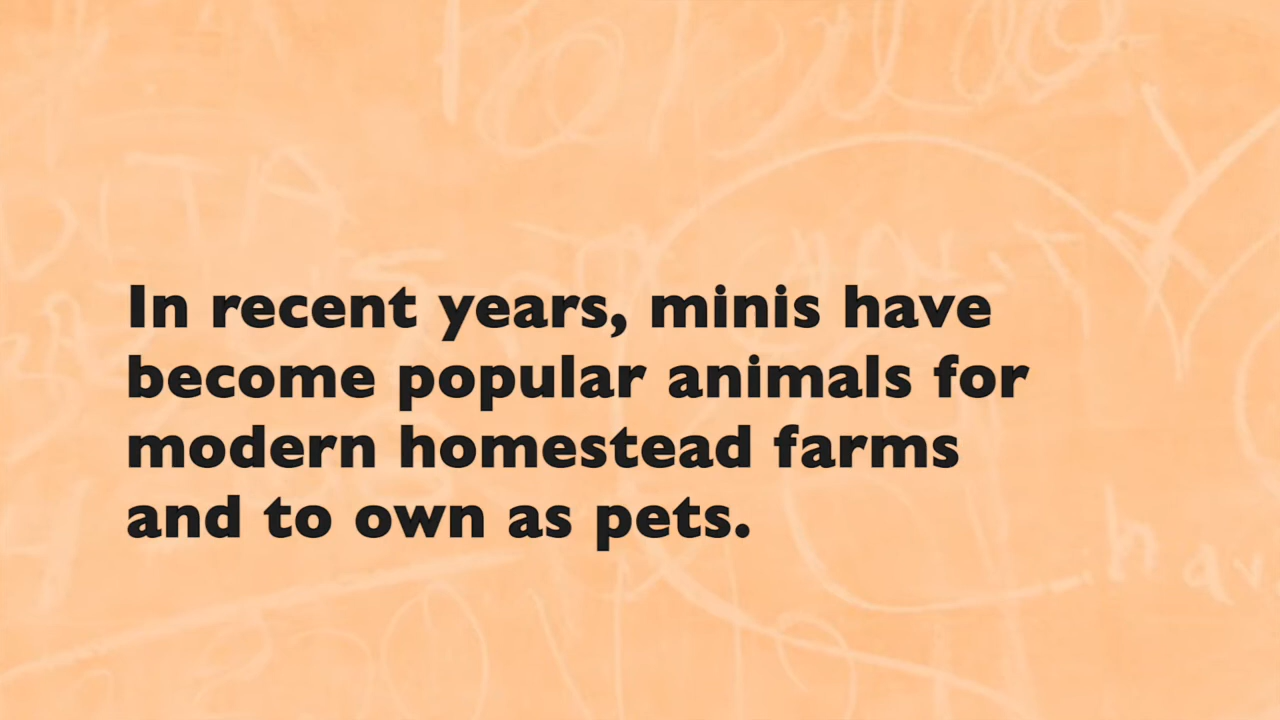 In recent years, minis have
become popular animals for
modern homestead farms
and to own as pets.